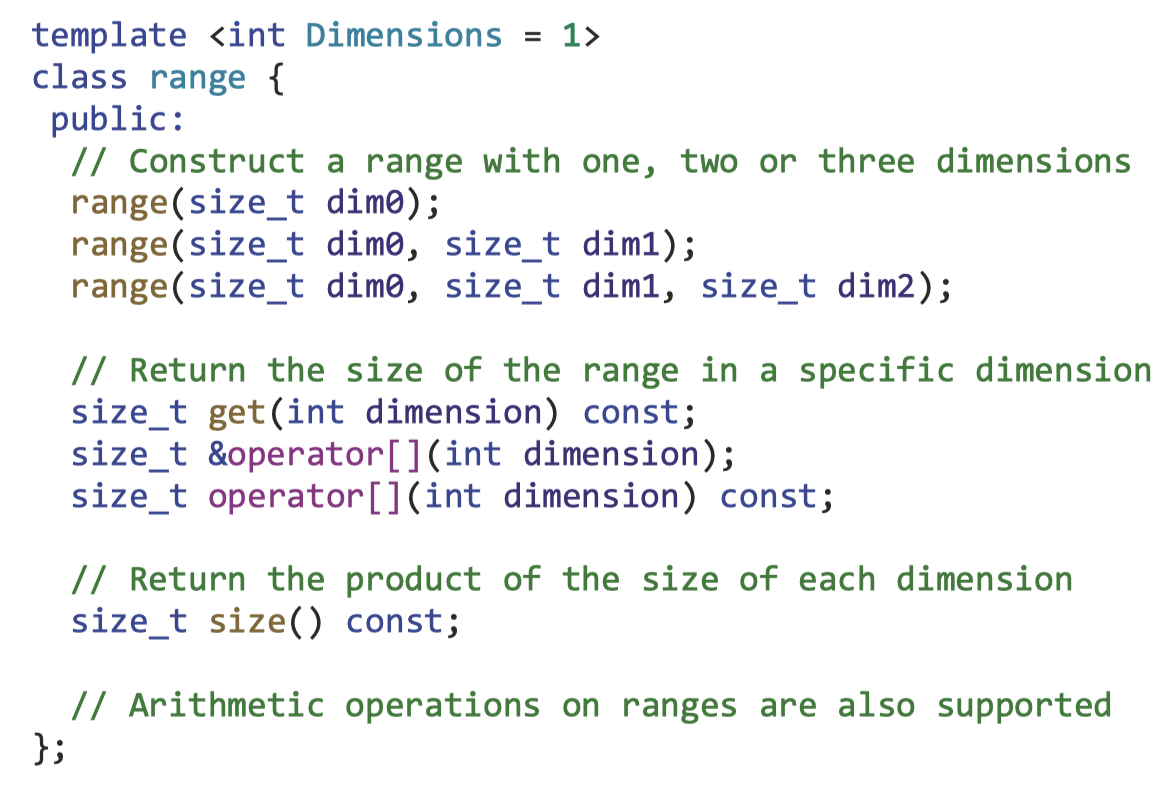 template <int Dimensions = 1>
class range {
 public:
  // Construct a range with one, two or three dimensions
  range(size_t dim0);
  range(size_t dim0, size_t dim1);
  range(size_t dim0, size_t dim1, size_t dim2);

  // Return the size of the range in a specific dimension
  size_t get(int dimension) const;
  size_t &operator[](int dimension);
  size_t operator[](int dimension) const;

  // Return the product of the size of each dimension
  size_t size() const;

  // Arithmetic operations on ranges are also supported
};